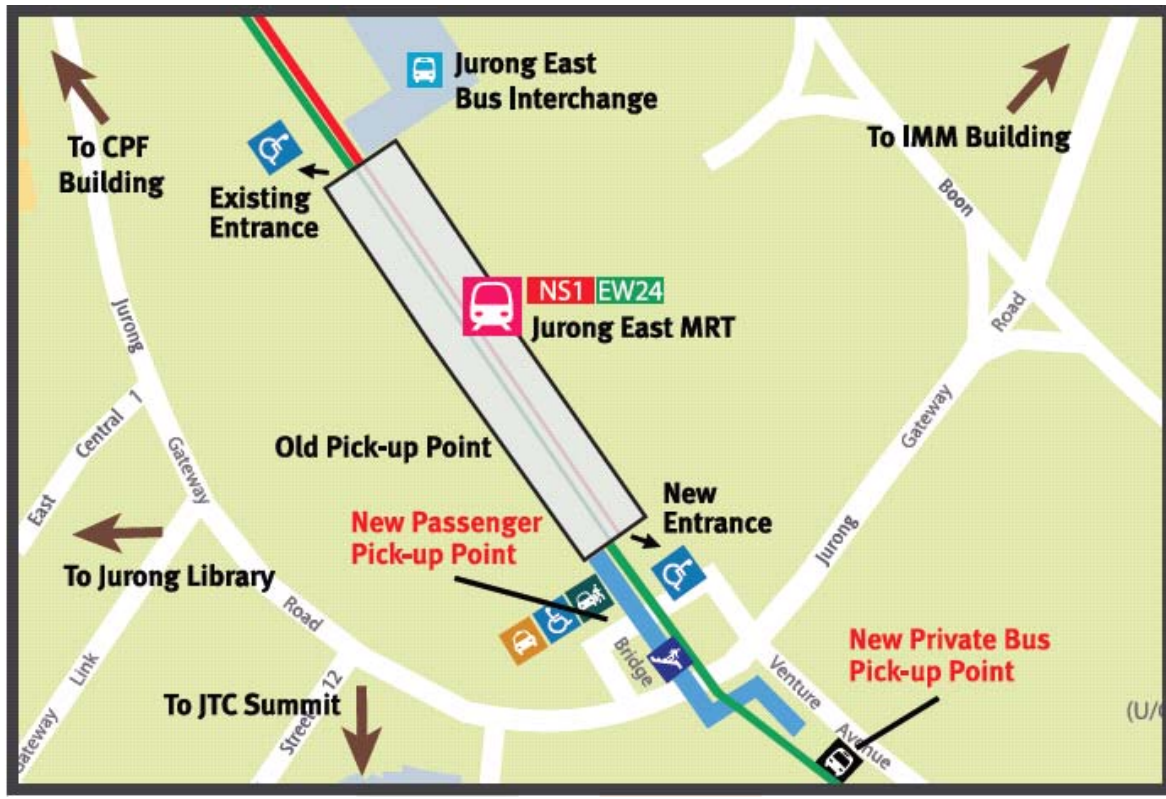 Jurong East
Bus Interchange
To CPF
Building
To IMM Building
Existing
Entrance
Boon
NS1 EW24
Jurong East MRT
Road
Jurong
Gateway
East Central 1
Gateway
Old Pick-up Point
New
Entrance
New Passenger
Pick-up Point
Jurong
To Jurong Library
Road
Bridge
New Private Bus
Pick-up Point
Venture
Avenue
Gateway Link
Street 12
To JTC Summit
(U/